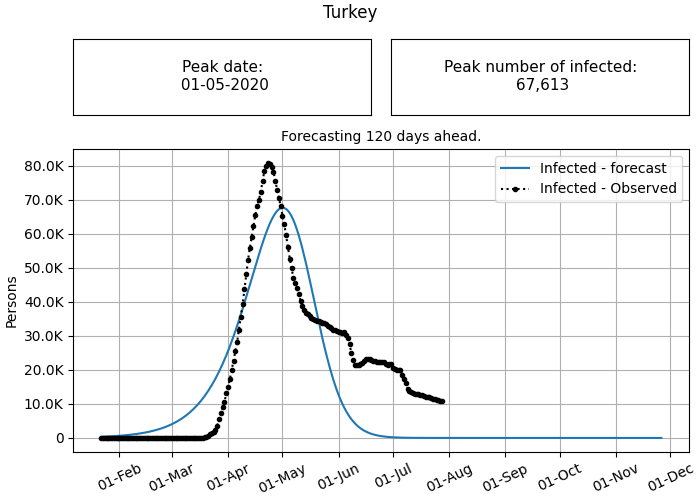 Turkey
Peak date:
01-05-2020
Peak number of infected:
67,613
Forecasting 120 days ahead.
Infected - forecast
Infected - Observed
Persons
80.0K
70.0K
60.0K
50.0K
40.0K
30.0K
20.0K
10.0K
0
01-Feb
01-Mar
01-Apr
01-May
01-Jun
01-Jul
01-Aug
01-Sep
01-Oct
01-Nov
01-Dec